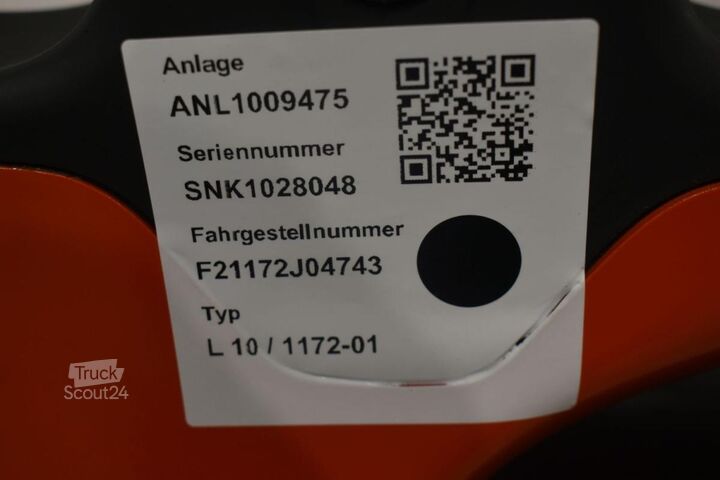 Anlage
ANL1009475
Seriennummer
SNK1028048
Fahrgestellnummer
F21172J04743
Typ
L 10 / 1172-01
Truck
Scout24